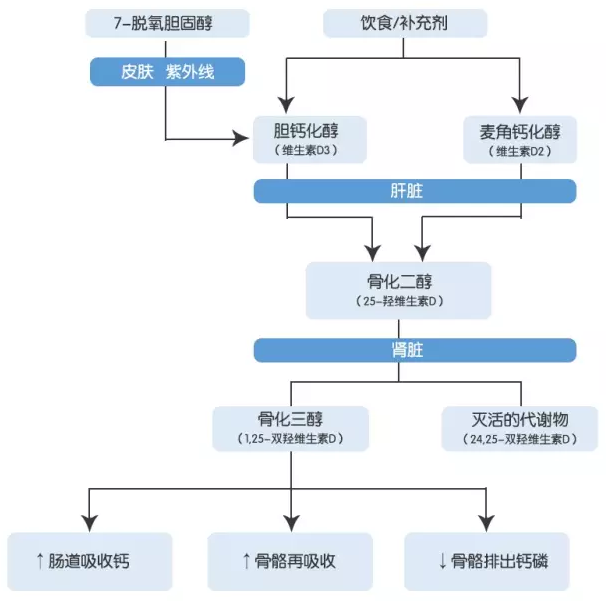 7-脱氧胆固醇
饮食/补充剂
皮肤 紫外线
胆钙化醇
（维生素D3）
麦角钙化醇
（维生素D2）
肝脏
骨化二醇
（25-羟维生素D）
肾脏
骨化三醇
（1,25-双羟维生素D）
灭活的代谢物
（24,25-双羟维生素D）
↑肠道吸收钙
↑骨骼再吸收
↓骨骼排出钙磷